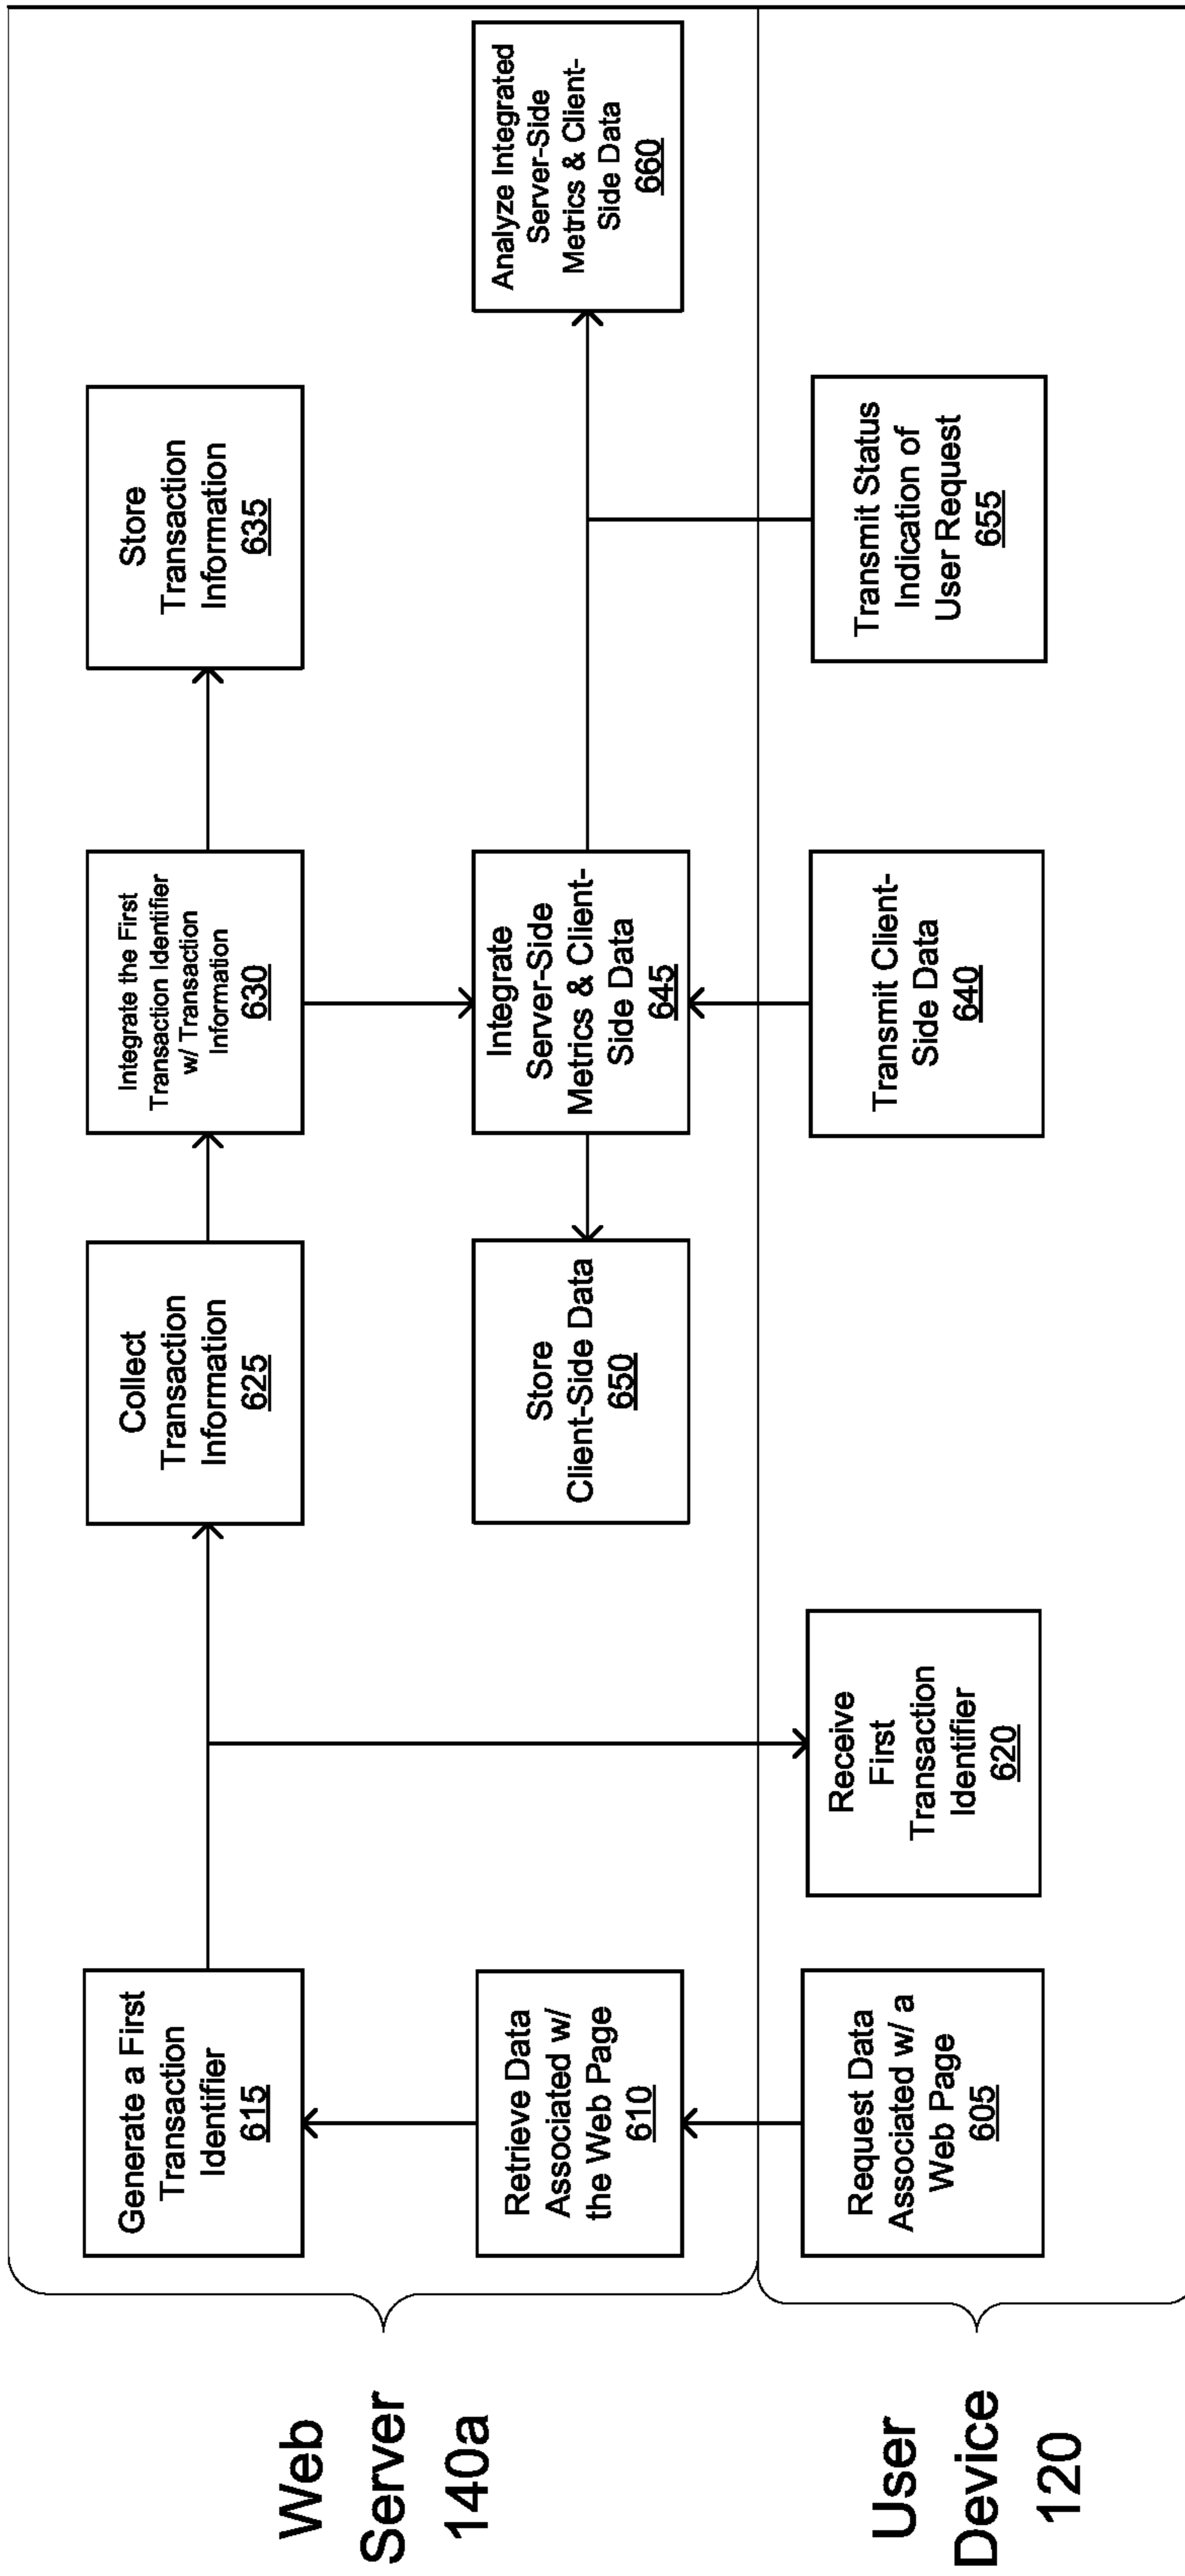 Web
Server
140a
Generate a First
Transaction
Identifier
615
Collect
Transaction
Information
625
Integrate the First
Transaction Identifier
w/ Transaction
Information
630
Store
Transaction
Information
635
Retrieve Data
Associated w/
the Web Page
610
Store
Client-Side Data
650
Integrate
Server-Side
Metrics & Client-
Side Data
645
Analyze Integrated
Server-Side
Metrics & Client-
Side Data
660
User
Device
120
Request Data
Associated w/ a
Web Page
605
Receive
First
Transaction
Identifier
620
Transmit Client-
Side Data
640
Transmit Status
Indication of
User Request
655